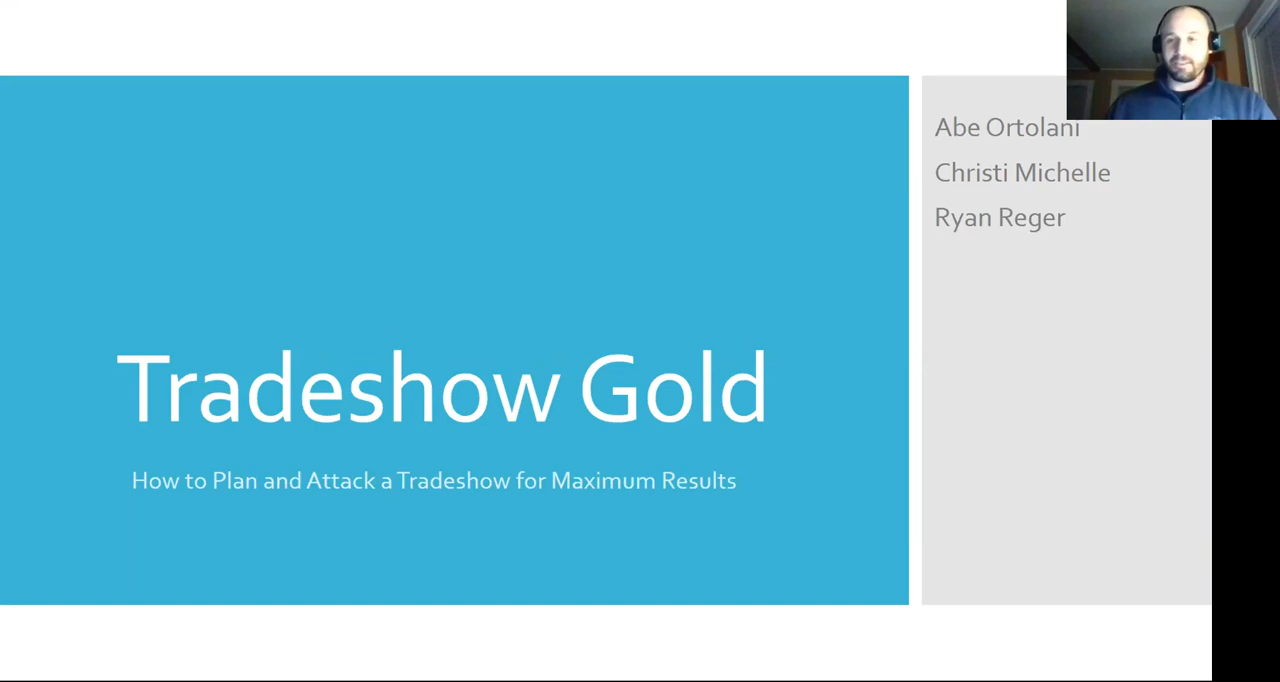 Abe Ortolani
Christi Michelle
Ryan Reger
Tradeshow Gold
How to Plan and Attack a Tradeshow for Maximum Results